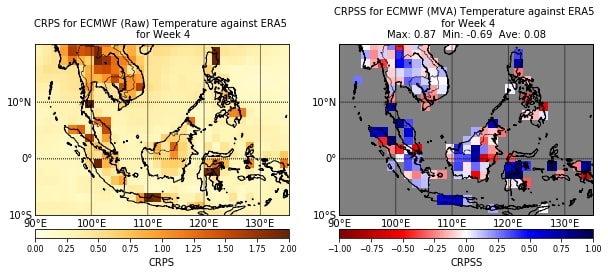 CRPS for ECMWF (Raw) Temperature against ERA5
for Week 4
10°N
0°
10°S
90°E 100°E 110°E 120°E 130°E
0.00 0.25 0.50 0.75 1.00 1.25 1.50 1.75 2.00
CRPS
CRPSS for ECMWF (MVA) Temperature against ERA5
for Week 4
Max: 0.87 Min: -0.69 Ave: 0.08
10°N
0°
10°S
90°E 100°E 110°E 120°E 130°E
−1.00 −0.75 −0.50 −0.25 0.00 0.25 0.50 0.75 1.00
CRPSS